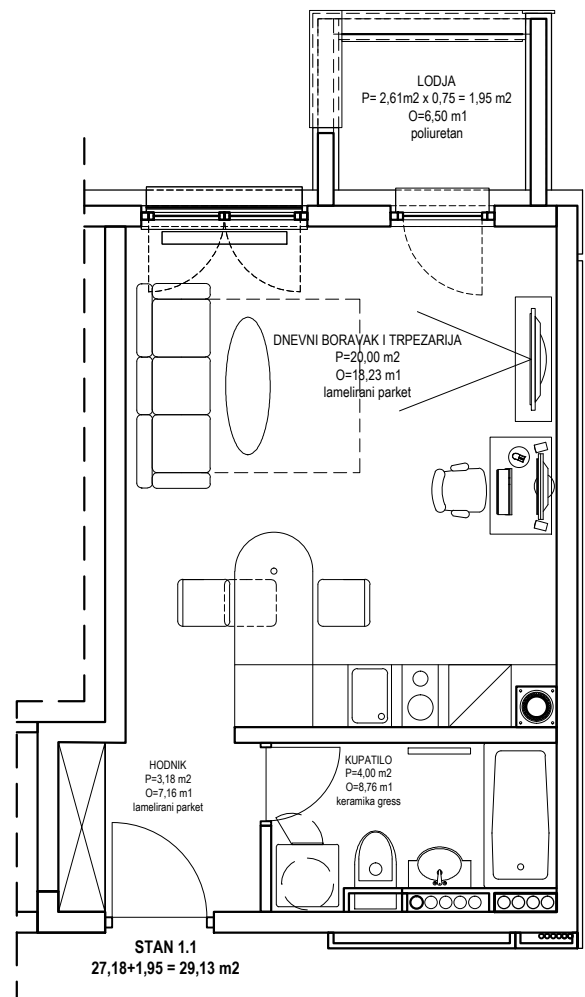 LODJA
P= 2,61m2 x 0,75 = 1,95 m2
O=6,50 m1
poliuretan
DNEVNI BORAVAK I TRPEZARIJA
P=20,00 m2
O=18,23 m1
lamelirani parket
HODNIK
P=3,18 m2
O=7,16 m1
lamelirani parket
KUPATILO
P=4,00 m2
O=8,76 m1
keramika gress
STAN 1.1
27,18+1,95 = 29,13 m2